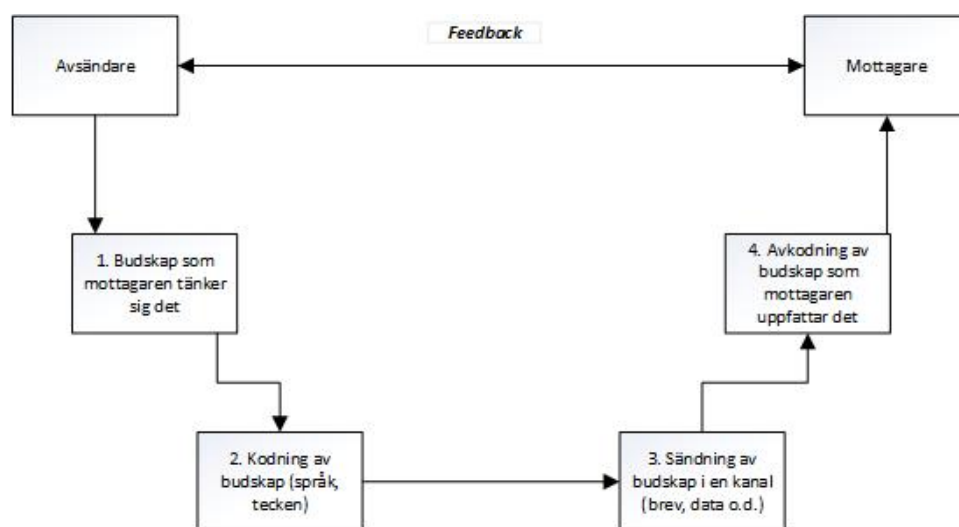 Feedback
Avsändare
Mottagare
1. Budskap som
mottagaren tänker
sig det
4. Avkodning av
budskap som
mottagaren
uppfattar det
2. Kodning av
budskap (språk,
tecken)
3. Sändning av
budskap i en kanal
(brev, data o.d.)